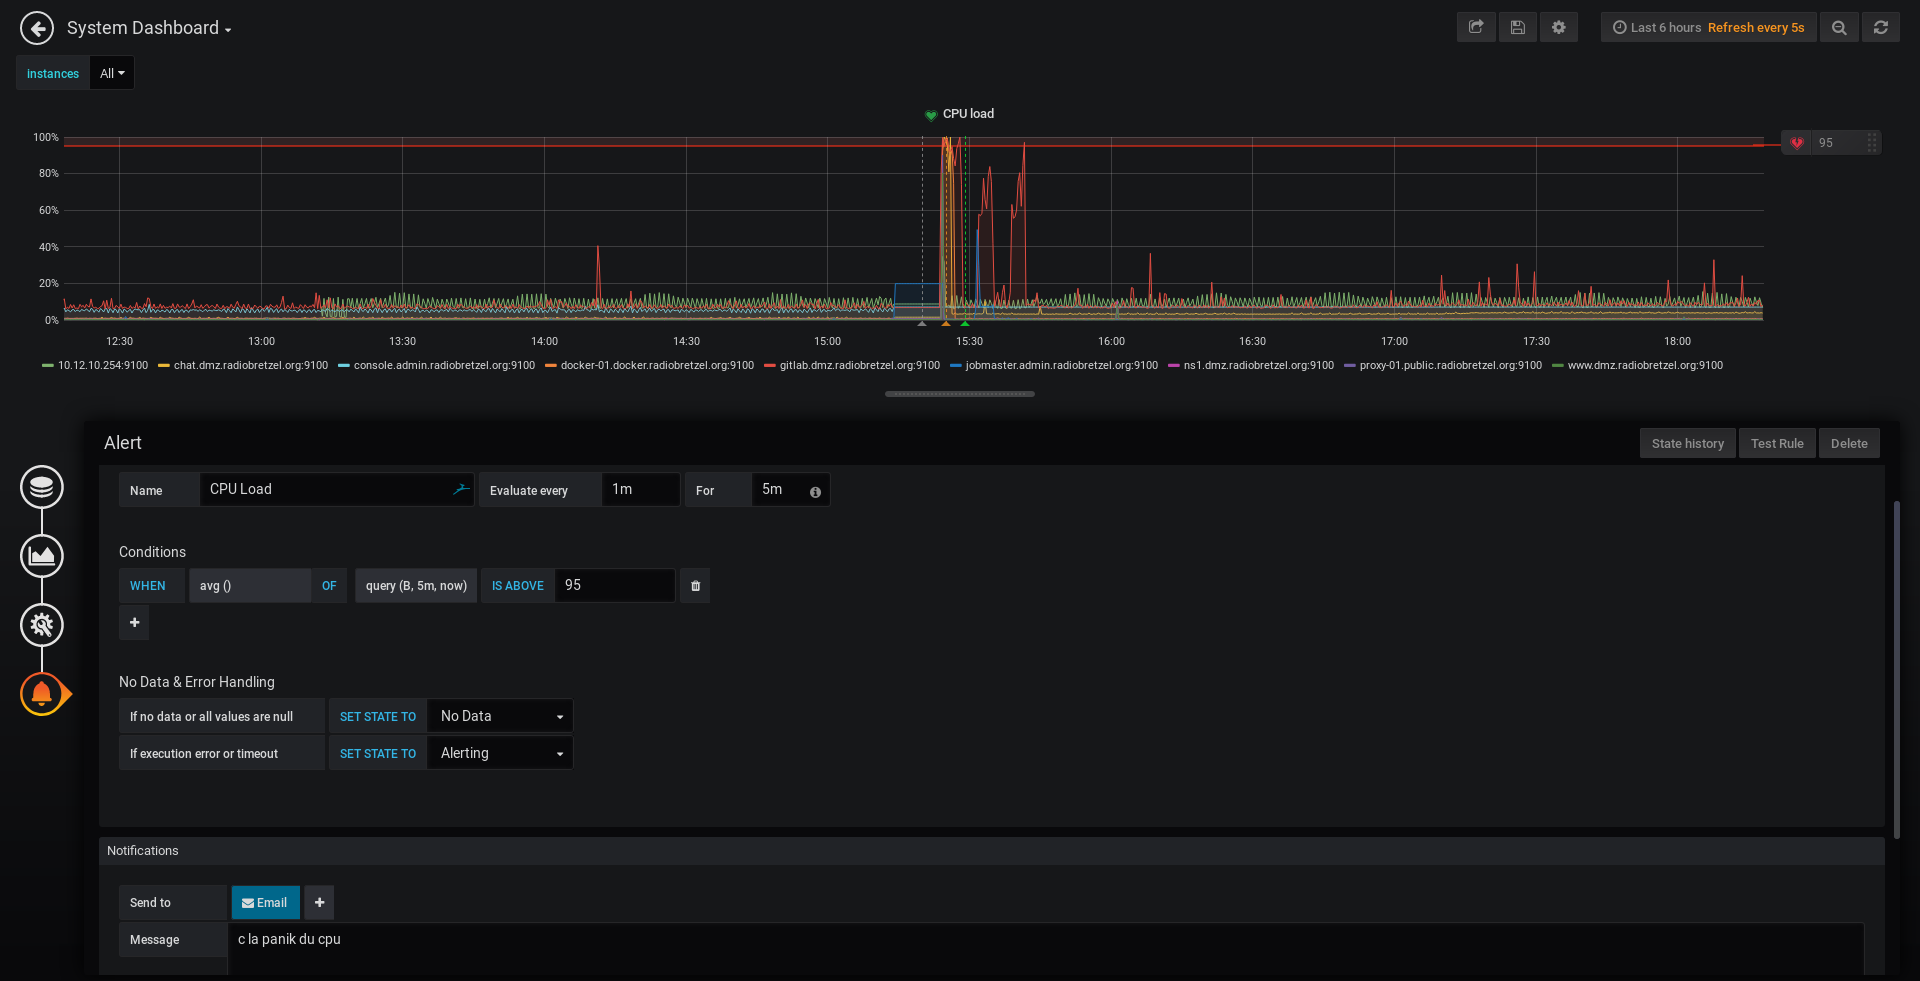 System Dashboard
Last 6 hours Refresh every 5s
instances All
CPU load
100%
80%
60%
40%
20%
0%
95
12:30 13:00 13:30 14:00 14:30 15:00 15:30 16:00 16:30 17:00 17:30 18:00
10.12.10.254:9100 chat.dmz.radiobretzel.org:9100 console.admin.radiobretzel.org:9100 docker-01.docker.radiobretzel.org:9100 gitlab.dmz.radiobretzel.org:9100 jobmaster.admin.radiobretzel.org:9100 ns1.dmz.radiobretzel.org:9100 proxy-01.public.radiobretzel.org:9100 www.dmz.radiobretzel.org:9100
Alert
State history Test Rule Delete
Name CPU Load Evaluate every 1m For 5m
Conditions
WHEN avg () OF query (B, 5m, now) IS ABOVE 95
No Data & Error Handling
If no data or all values are null SET STATE TO No Data
If execution error or timeout SET STATE TO Alerting
Notifications
Send to Email
Message c la panik du cpu